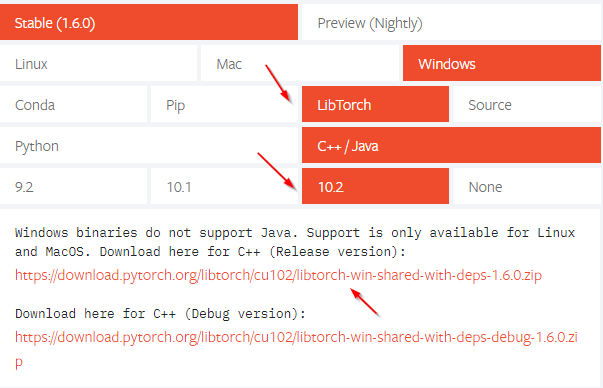 Stable (1.6.0) Preview (Nightly)
Linux Mac Windows
Conda Pip LibTorch Source
Python C++ / Java
9.2 10.1 10.2 None
Windows binaries do not support Java. Support is only available for Linux
and MacOS. Download here for C++ (Release version):
https://download.pytorch.org/libtorch/cu102/libtorch-win-shared-with-deps-1.6.0.zip
Download here for C++ (Debug version):
https://download.pytorch.org/libtorch/cu102/libtorch-win-shared-with-deps-debug-1.6.0.zi
p